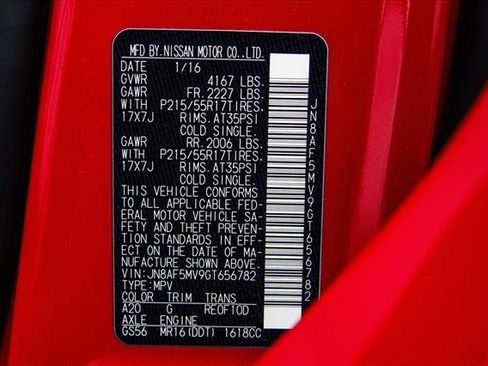 MFD BY.NISSAN MOTOR CO.,LTD.
DATE 1/16
GVWR 4167 LBS.
GAWR FR.2227 LBS.
WITH P215/55R17TIRES.
17X7J RIMS.AT35PSI
COLD SINGLE.
GAWR RR.2006 LBS.
WITH P215/55R17TIRES.
17X7J RIMS.AT35PSI
COLD SINGLE.
THIS VEHICLE CONFORMS
TO ALL APPLICABLE FED-
ERAL MOTOR VEHICLE SA-
FETY AND THEFT PREVEN-
TION STANDARDS IN EFF-
ECT ON THE DATE OF MA-
NUFACTURE SHOWN ABOVE.
VIN:JN8AF5MV9GT656782
TYPE:MPV
COLOR TRIM TRANS
A20 G RE0F10D
AXLE ENGINE
GS56 MR16(DDT) 1618CC
JN8AF5MV9GT656782